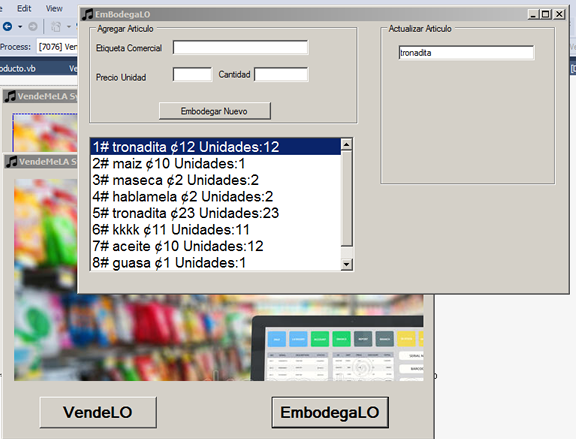 Edit
View
Process:
[7076] Ven
oducto.vb
Ve
EmBodegaLO
Agregar Articulo
Etiqueta Comercial
Precio Unidad
Cantidad
Embodegar Nuevo
Actualizar Articulo
tronadita
1# tronadita ¢12 Unidades:12
2# maiz ¢10 Unidades:1
3# maseca ¢2 Unidades:2
4# hablamela ¢2 Unidades:2
5# tronadita ¢23 Unidades:23
6# kkkk ¢11 Unidades:11
7# aceite ¢10 Unidades:12
8# guasa ¢1 Unidades:1
VendeMeLA Sy
VendeMeLA S
VendeLO
EmbodegaLO